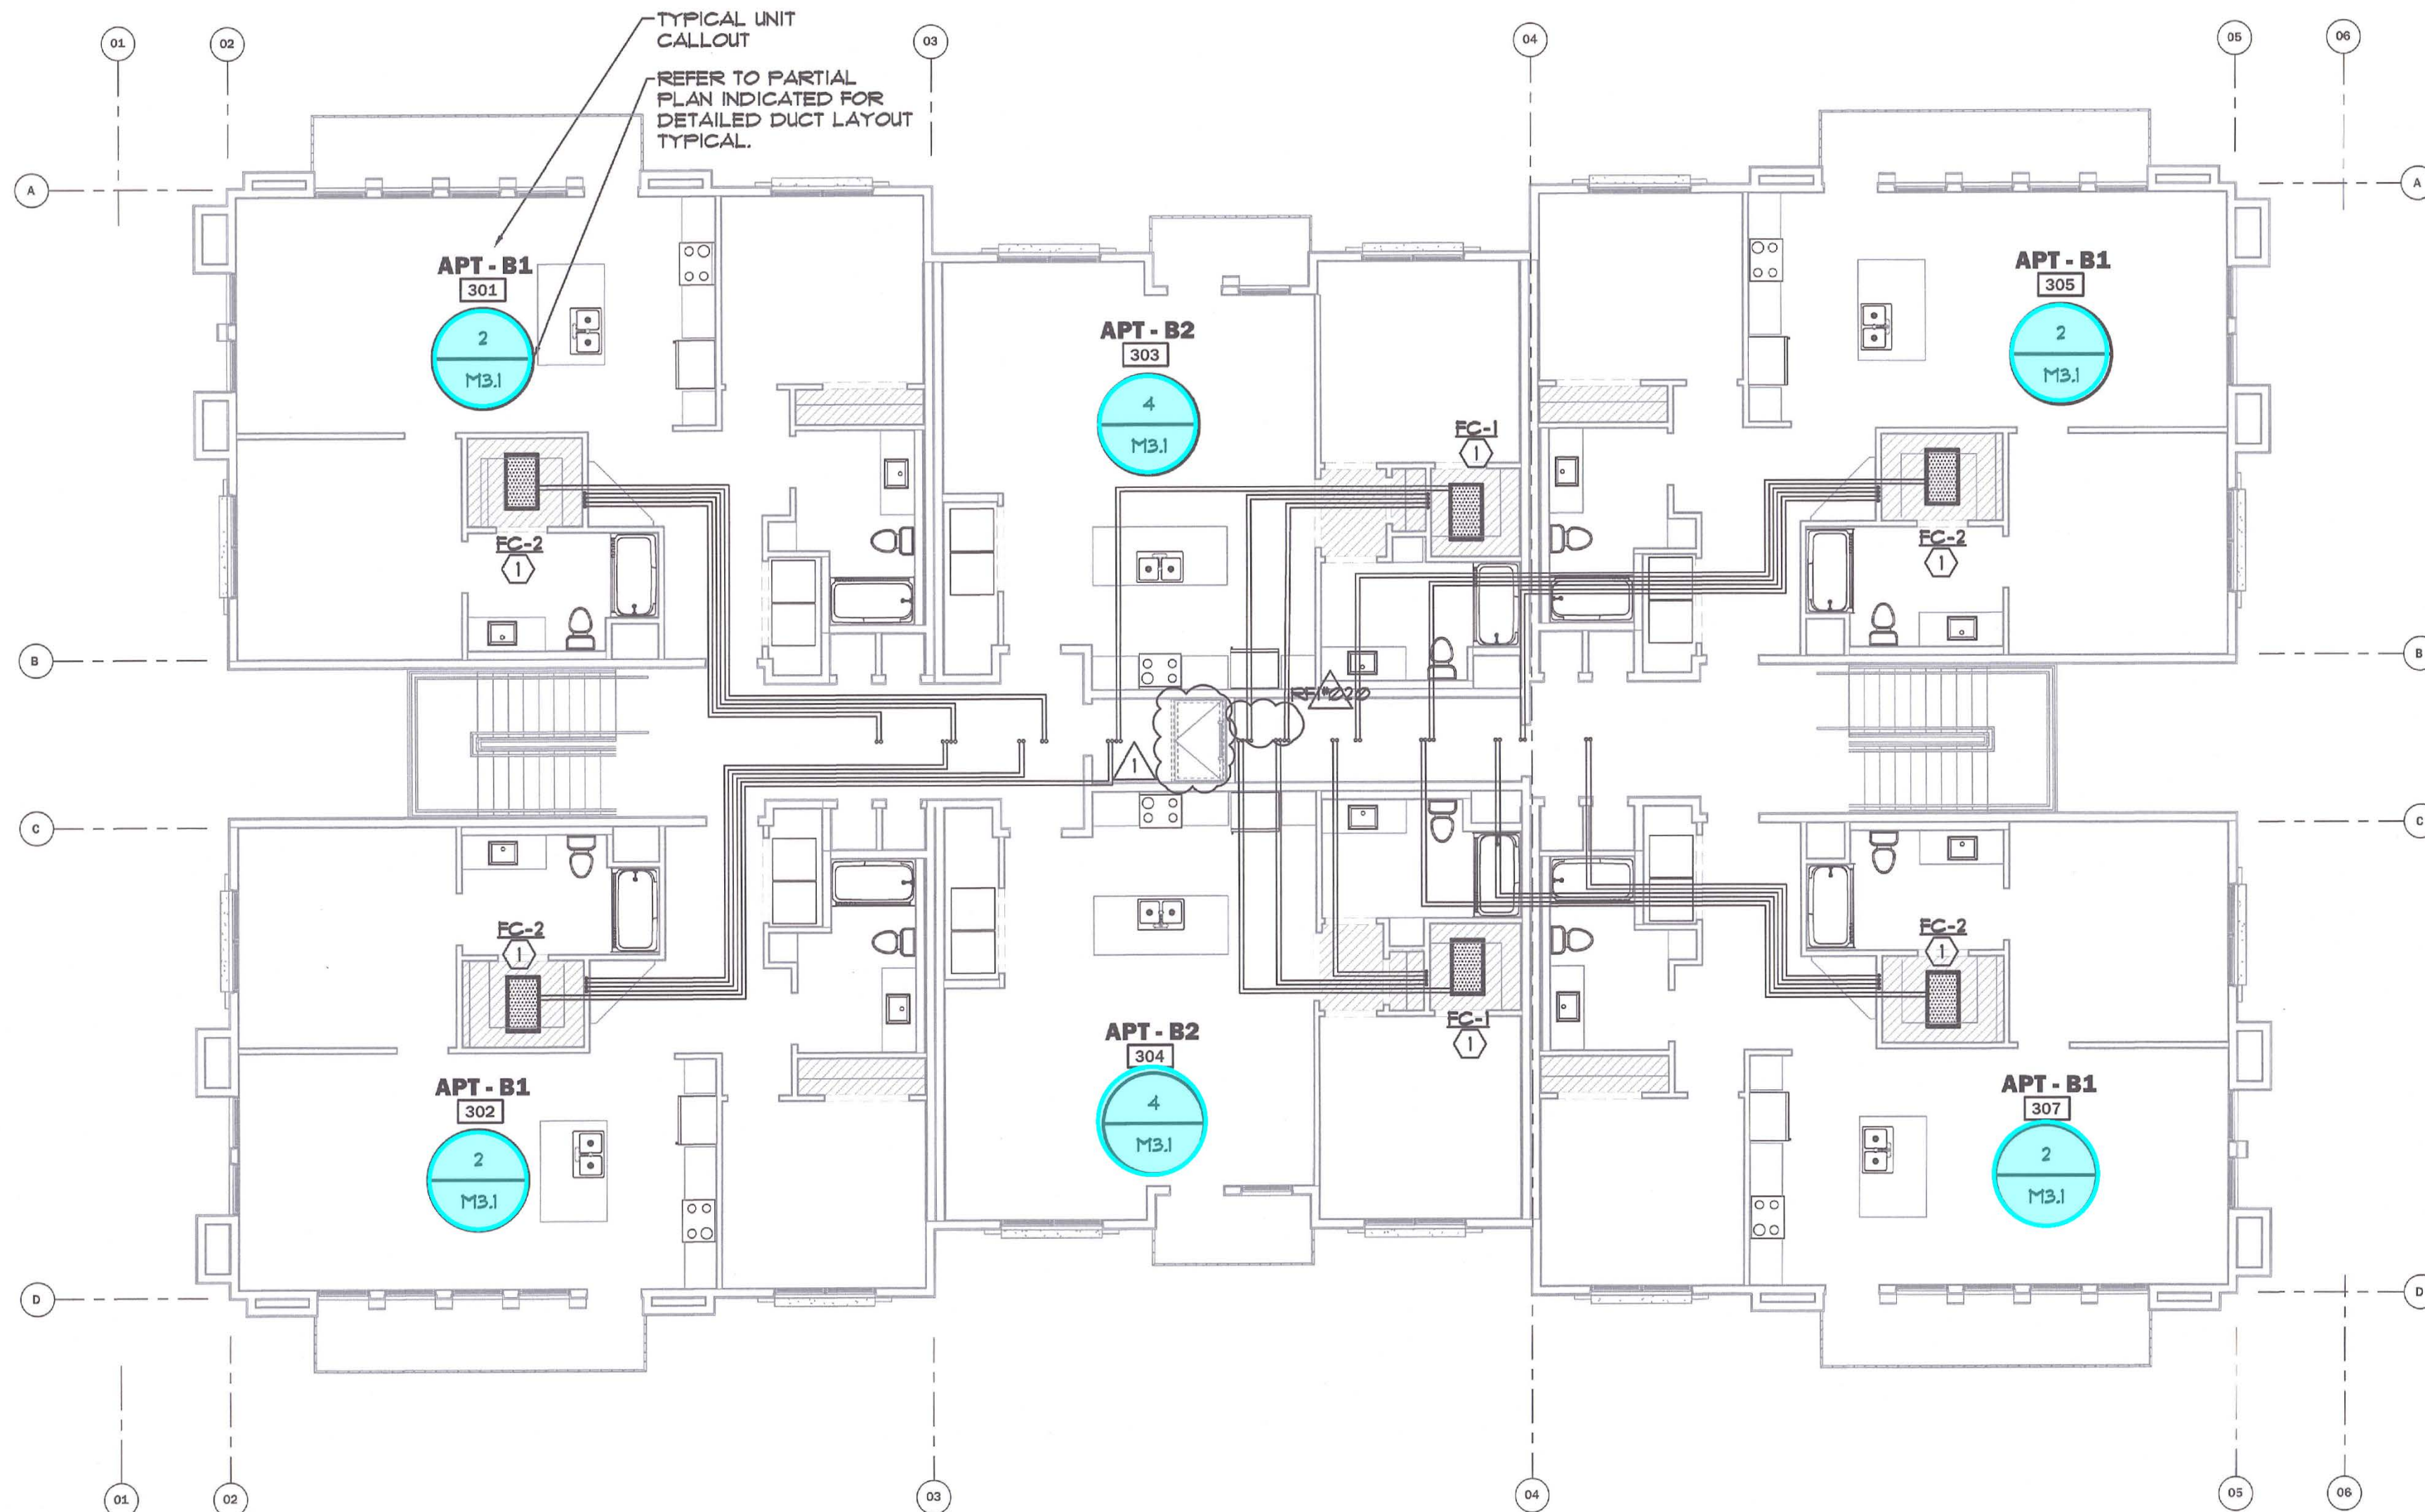 TYPICAL UNIT
CALLOUT
REFER TO PARTIAL
PLAN INDICATED FOR
DETAILED DUCT LAYOUT
TYPICAL.
01
02
03
04
05
06
A
A
APT - B1
301
2
M3.1
APT - B2
303
4
M3.1
APT - B1
305
2
M3.1
FC-1
1
FC-2
1
FC-2
1
B
B
RFI#020
1
C
C
FC-2
1
FC-2
1
FC-1
1
APT - B1
302
2
M3.1
APT - B2
304
4
M3.1
APT - B1
307
2
M3.1
D
D
01
02
03
04
05
06